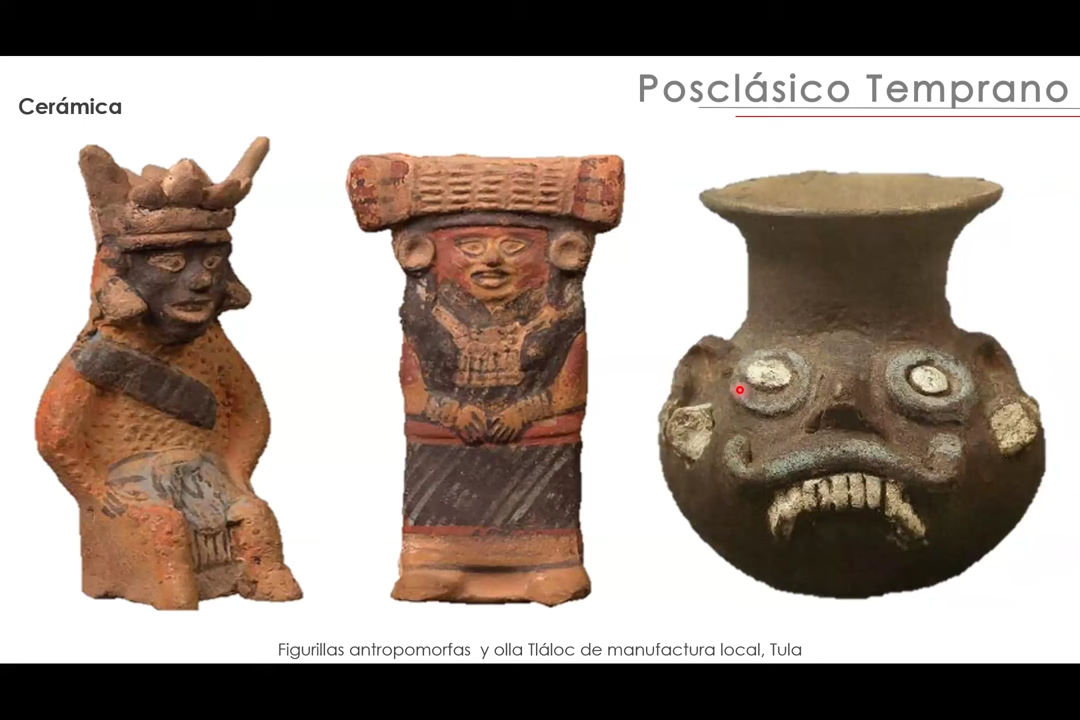 Posclásico Temprano
Cerámica
Figurillas antropomorfas y olla Tláloc de manufactura local, Tula